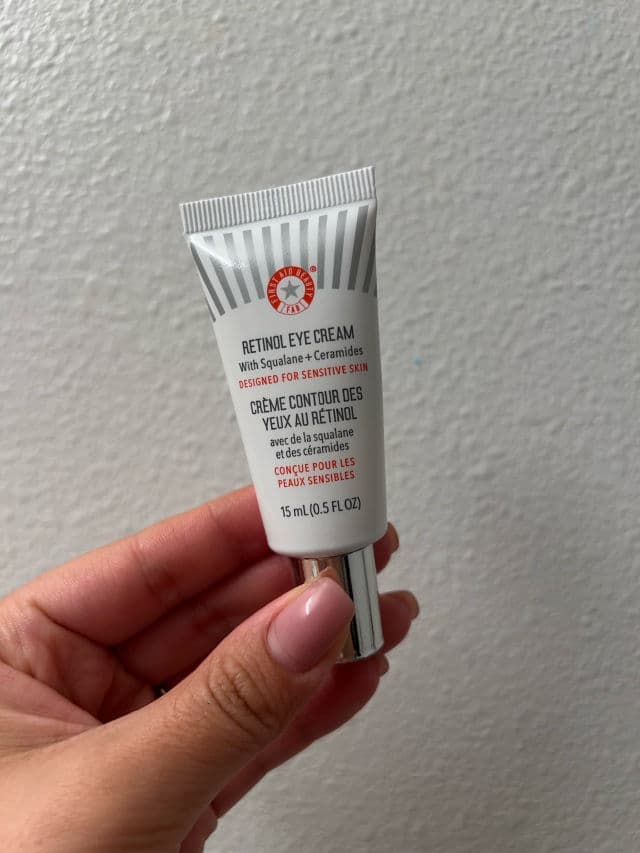 FIRST AID BEAUTY
FAB
®
RETINOL EYE CREAM
With Squalane + Ceramides
DESIGNED FOR SENSITIVE SKIN
CRÈME CONTOUR DES
YEUX AU RÉTINOL
avec de la squalane
et des céramides
CONÇUE POUR LES
PEAUX SENSIBLES
15 mL (0.5 FL OZ)